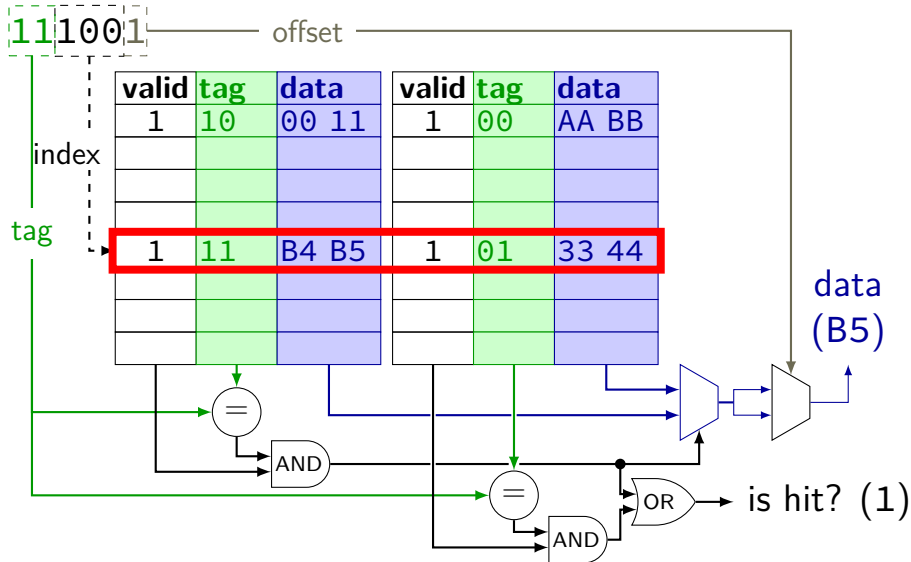 111001
offset
valid tag data valid tag data
1 10 00 11 1 00 AA BB
index
tag
1 11 B4 B5 1 01 33 44
data
(B5)
=
AND
=
OR
is hit? (1)
AND